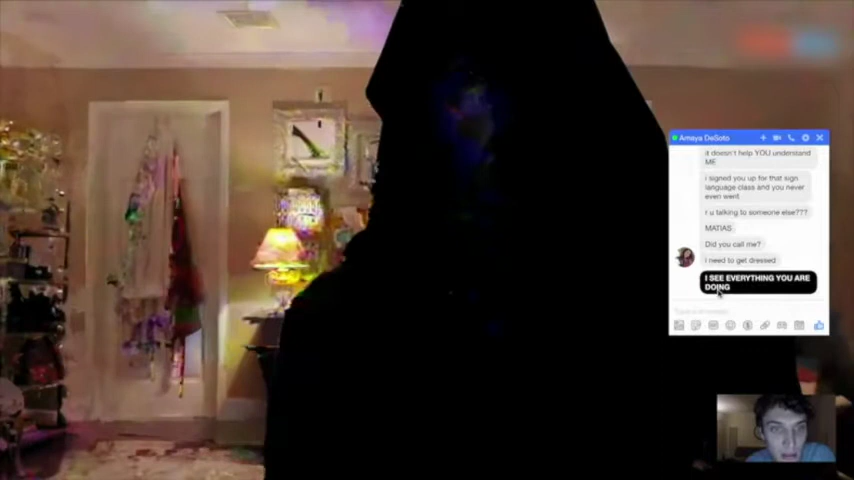 Amaya DeSoto
it doesn't help YOU understand
ME
i signed you up for that sign
language class and you never
even went
r u talking to someone else???
MATIAS
Did you call me?
i need to get dressed
I SEE EVERYTHING YOU ARE
DOING